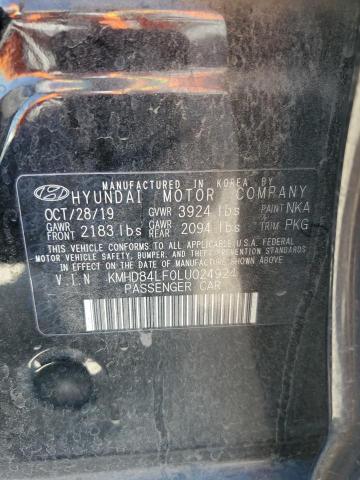 MANUFACTURED IN KOREA BY
HYUNDAI MOTOR COMPANY
OCT/28/19 GVWR 3924 lbs PAINT NKA
GAWR FRONT 2183 lbs GAWR REAR 2094 lbs TRIM PKG
THIS VEHICLE CONFORMS TO ALL APPLICABLE U.S. FEDERAL
MOTOR VEHICLE SAFETY, BUMPER, AND THEFT PREVENTION
STANDARDS IN EFFECT ON THE DATE OF MANUFACTURE SHOWN ABOVE.
V I N KMHD84LF0LU024924
PASSENGER CAR